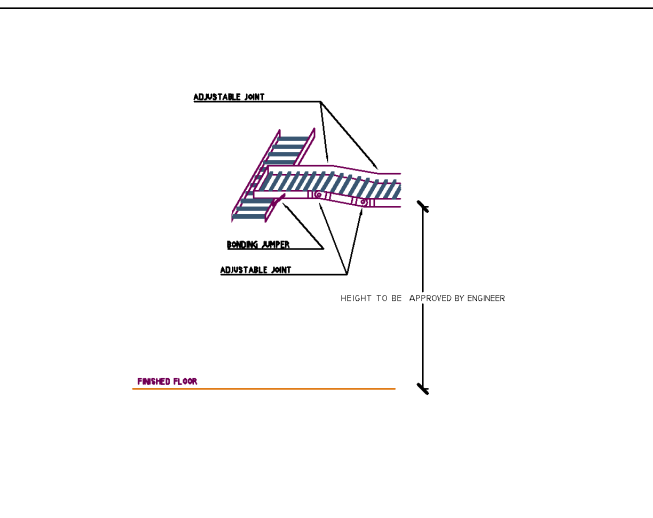 ADJUSTABLE JOINT
BONDING JUMPER
ADJUSTABLE JOINT
HEIGHT TO BE APPROVED BY ENGINEER
FINISHED FLOOR